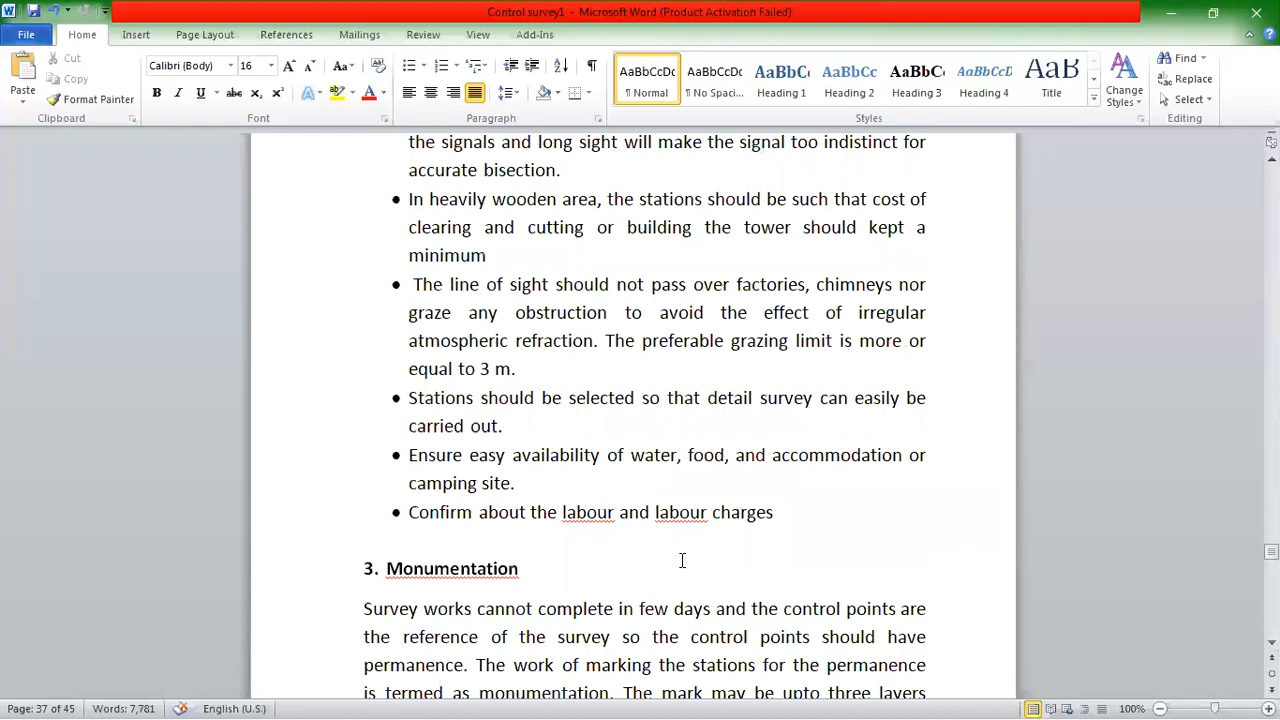 Control.survey1 - Microsoft Word (Product Activation Failed)
File Home Insert Page Layout References Mailings Review View Add-Ins
Paste
Cut
Copy
Format Painter
Clipboard
Calibri (Body) 16
Font
Paragraph
AaBbCcDc AaBbCcDc AaBbCc AaBbCc AaBbCc AaBbCcD AaB
¶ Normal ¶ No Spaci... Heading 1 Heading 2 Heading 3 Heading 4 Title
Change Styles
Styles
Find
Replace
Select
Editing
the signals and long sight will make the signal too indistinct for
accurate bisection.
• In heavily wooden area, the stations should be such that cost of
clearing and cutting or building the tower should kept a
minimum
• The line of sight should not pass over factories, chimneys nor
graze any obstruction to avoid the effect of irregular
atmospheric refraction. The preferable grazing limit is more or
equal to 3 m.
• Stations should be selected so that detail survey can easily be
carried out.
• Ensure easy availability of water, food, and accommodation or
camping site.
• Confirm about the labour and labour charges
3. Monumentation
Survey works cannot complete in few days and the control points are
the reference of the survey so the control points should have
permanence. The work of marking the stations for the permanence
is termed as monumentation. The mark may be upto three layers
Page: 37 of 45 Words: 7,781 English (U.S.) 100%